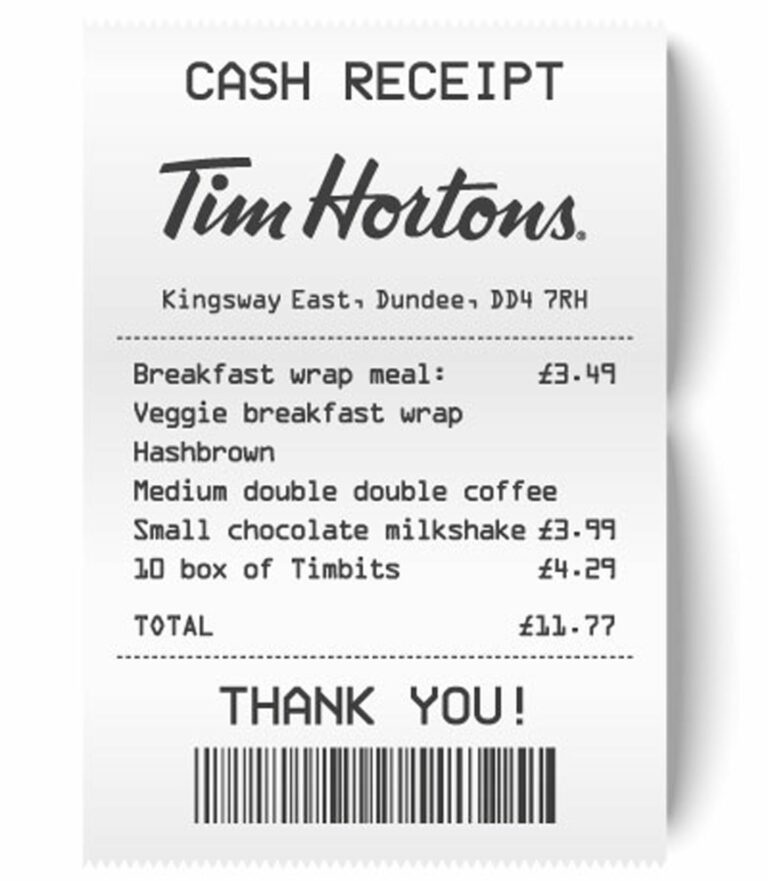 CASH RECEIPT
Tim Hortons®
Kingsway East, Dundee, DD4 7RH
Breakfast wrap meal: £3.49
Veggie breakfast wrap
Hashbrown
Medium double double coffee
Small chocolate milkshake £3.99
10 box of Timbits £4.29
TOTAL £11.77
THANK YOU!